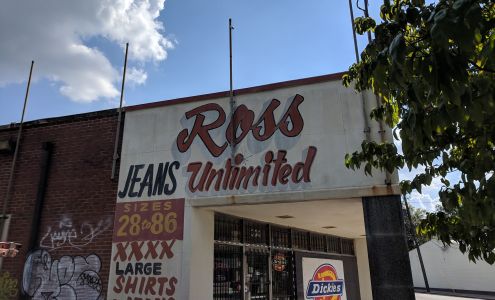 Ross
Unlimited
JEANS
SIZES
28 to 86
XXXX
LARGE
SHIRTS
Dickies